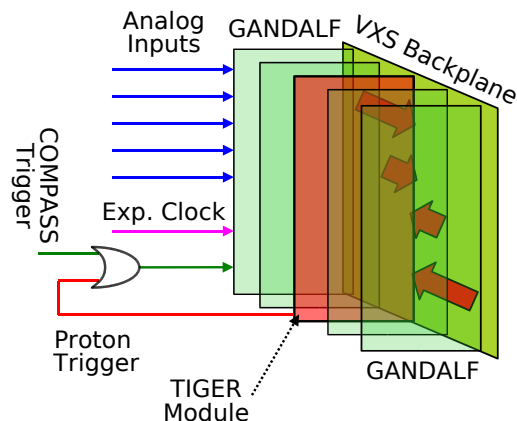 Analog
Inputs
GANDALF
VXS Backplane
COMPASS
Trigger
Exp. Clock
Proton
Trigger
TIGER
Module
GANDALF